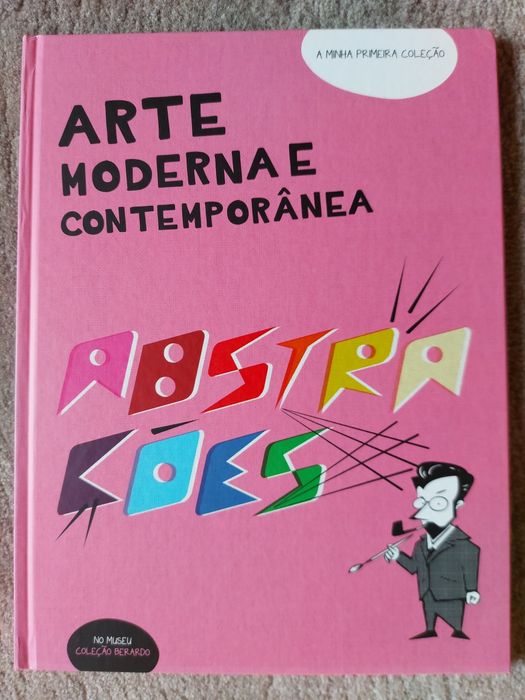 A MINHA PRIMEIRA COLEÇÃO
ARTE
MODERNA E
CONTEMPORÂNEA
ABSTRA
ÇÕES
NO MUSEU
COLEÇÃO BERARDO